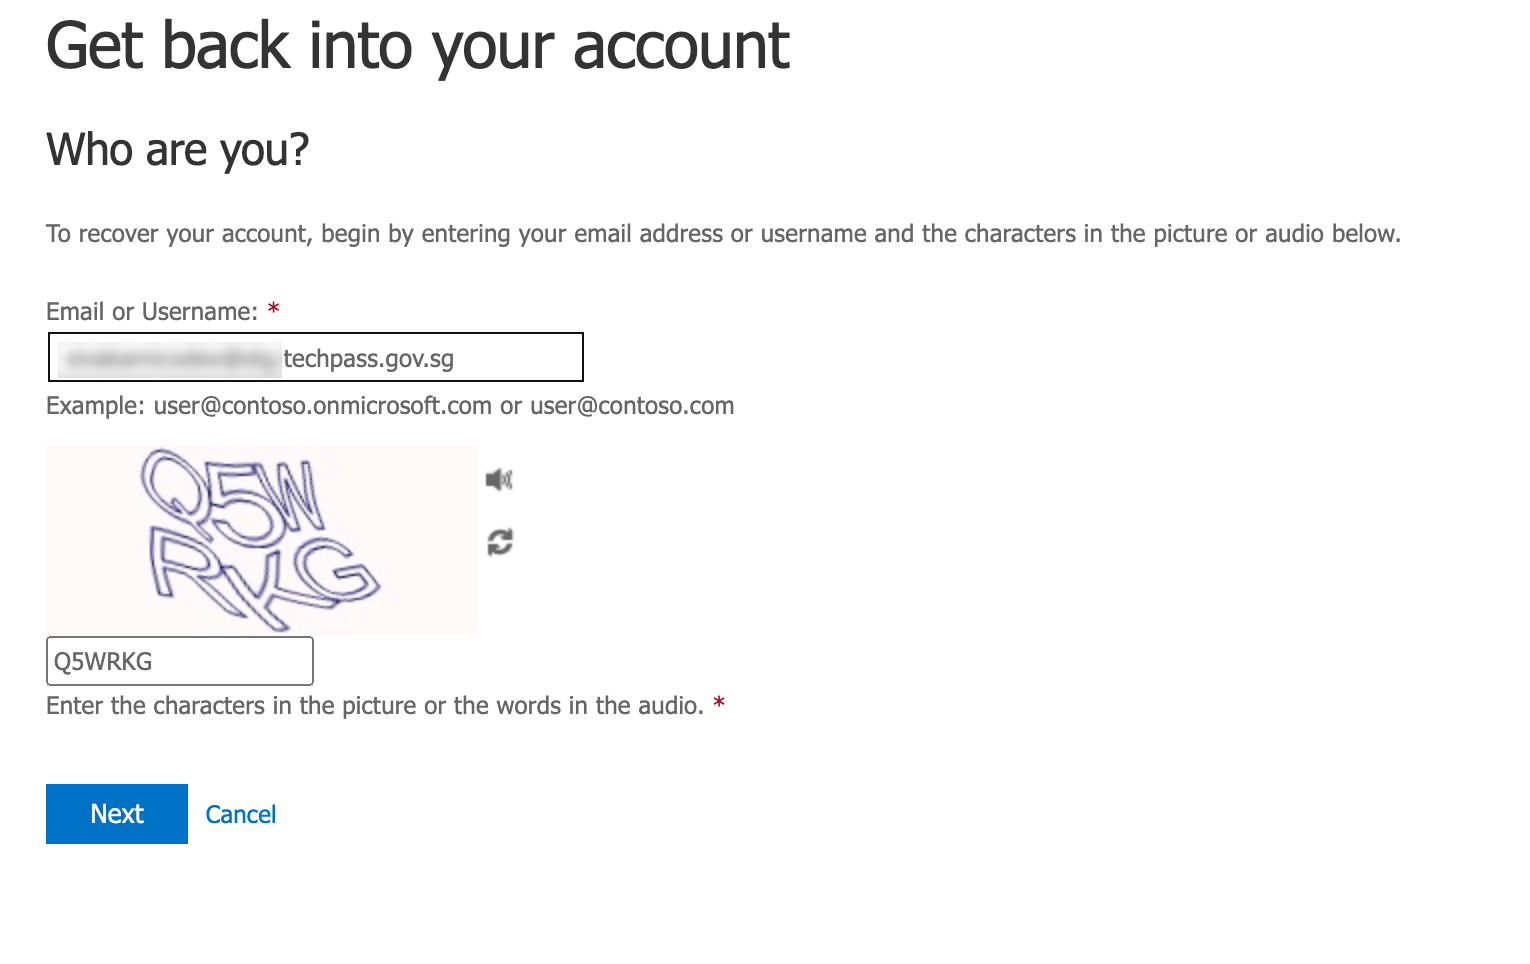 Get back into your account
Who are you?
To recover your account, begin by entering your email address or username and the characters in the picture or audio below.
Email or Username: *
techpass.gov.sg
Example: user@contoso.onmicrosoft.com or user@contoso.com
Q5W
RKG
Q5WRKG
Enter the characters in the picture or the words in the audio. *
Next Cancel